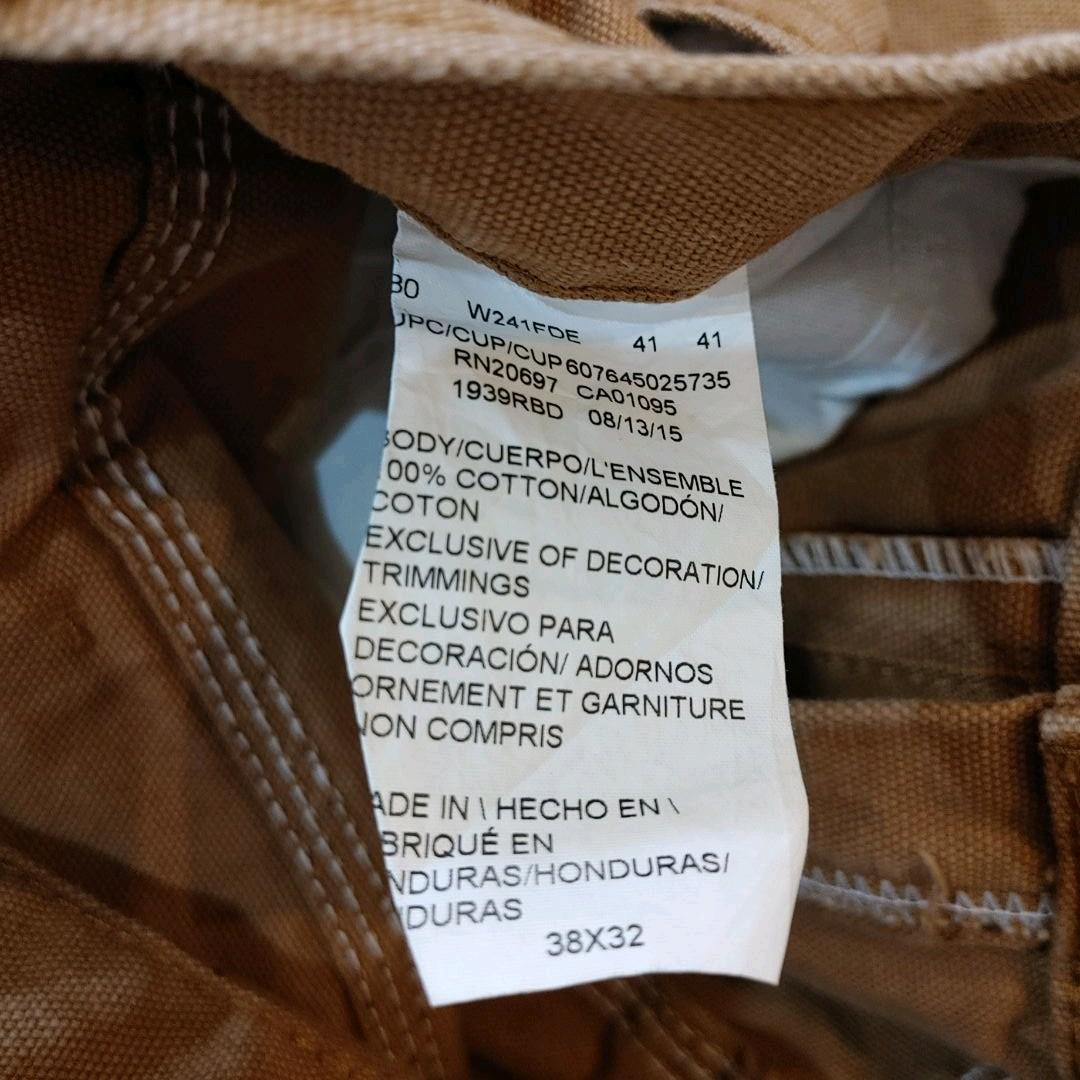 30 W241FDE 41 41
UPC/CUP/CUP 607645025735
RN20697 CA01095
1939RBD 08/13/15
BODY/CUERPO/L'ENSEMBLE
00% COTTON/ALGODÓN/
COTON
EXCLUSIVE OF DECORATION/
TRIMMINGS
EXCLUSIVO PARA
DECORACIÓN/ ADORNOS
ORNEMENT ET GARNITURE
NON COMPRIS
ADE IN \ HECHO EN \
BRIQUÉ EN
NDURAS/HONDURAS/
DURAS
38X32